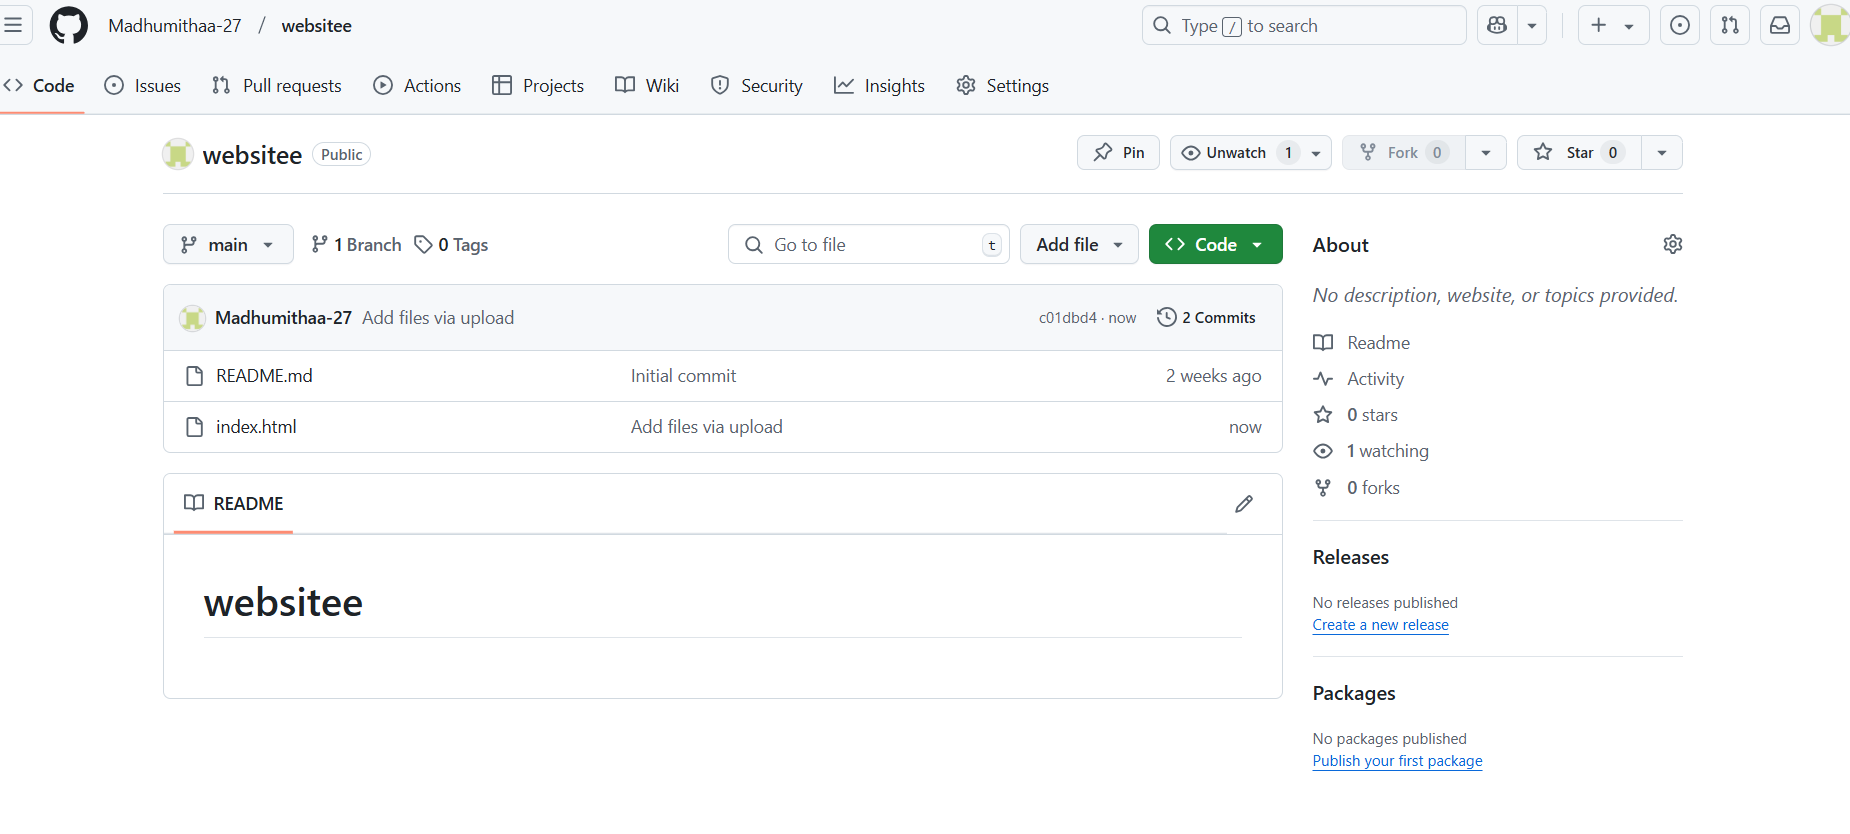 Madhumithaa-27 / websitee
Type / to search
Code Issues Pull requests Actions Projects Wiki Security Insights Settings
websitee Public
Pin Unwatch 1 Fork 0 Star 0
main 1 Branch 0 Tags Go to file t Add file Code
Madhumithaa-27 Add files via upload c01dbd4 · now 2 Commits
README.md Initial commit 2 weeks ago
index.html Add files via upload now
README
websitee
About
No description, website, or topics provided.
Readme
Activity
0 stars
1 watching
0 forks
Releases
No releases published
Create a new release
Packages
No packages published
Publish your first package